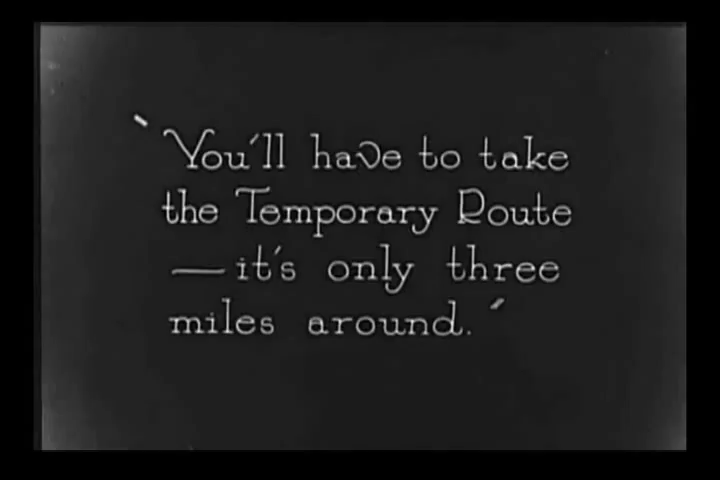 "You'll have to take
the Temporary Route
—it's only three
miles around."